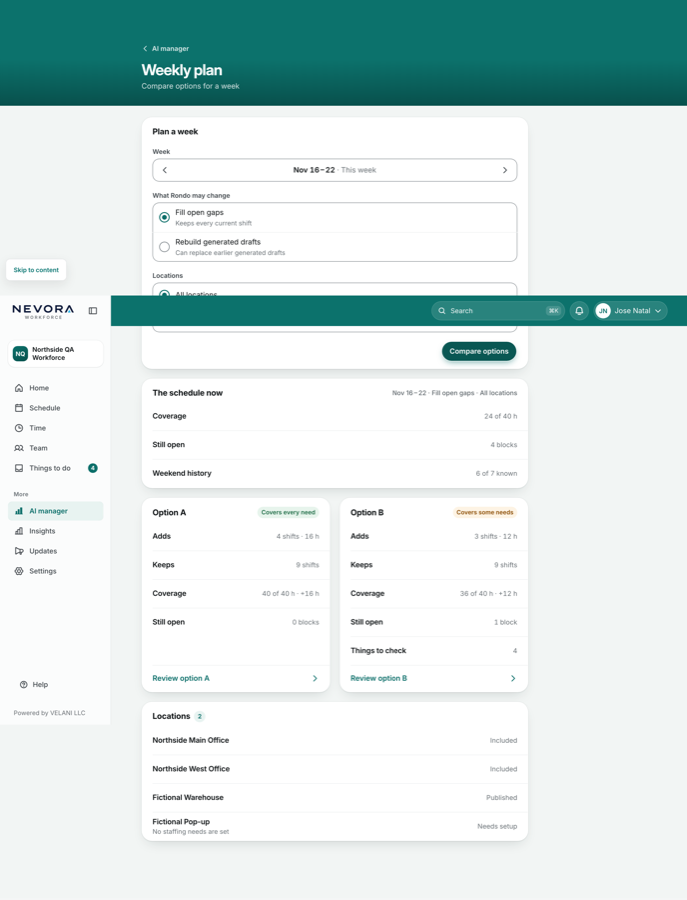 AI manager
Weekly plan
Compare options for a week
Plan a week
Week
Nov 16–22 · This week
What Rondo may change
Fill open gaps
Keeps every current shift
Rebuild generated drafts
Can replace earlier generated drafts
Locations
All locations
Skip to content
NEVORA
WORKFORCE
Search
⌘K
JN
Jose Natal
NQ
Northside QA
Workforce
Home
Schedule
Time
Team
Things to do
4
More
AI manager
Insights
Updates
Settings
Help
Powered by VELANI LLC
Compare options
The schedule now
Nov 16–22 · Fill open gaps · All locations
Coverage
24 of 40 h
Still open
4 blocks
Weekend history
6 of 7 known
Option A
Covers every need
Adds
4 shifts · 16 h
Keeps
9 shifts
Coverage
40 of 40 h · +16 h
Still open
0 blocks
Review option A
Option B
Covers some needs
Adds
3 shifts · 12 h
Keeps
9 shifts
Coverage
36 of 40 h · +12 h
Still open
1 block
Things to check
4
Review option B
Locations
2
Northside Main Office
Included
Northside West Office
Included
Fictional Warehouse
Published
Fictional Pop-up
No staffing needs are set
Needs setup